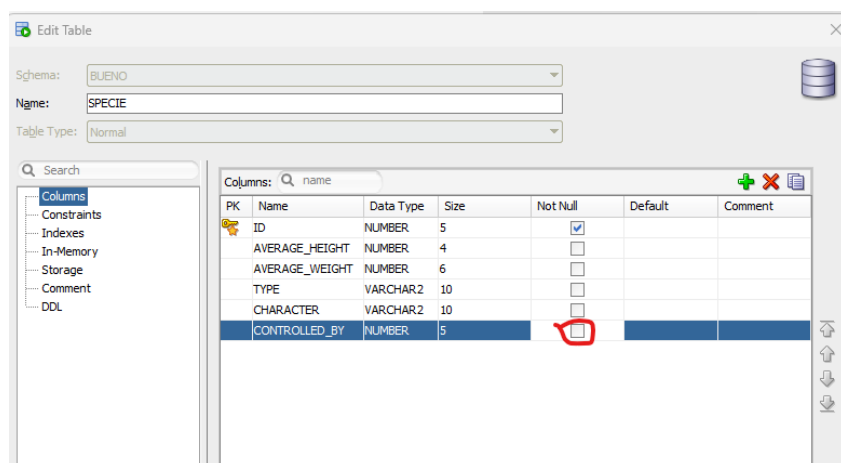 Edit Table
Schema: BUENO
Name: SPECIE
Table Type: Normal
Search
Columns
Constraints
Indexes
In-Memory
Storage
Comment
DDL
Columns: name
PK Name Data Type Size Not Null Default Comment
ID NUMBER 5
AVERAGE_HEIGHT NUMBER 4
AVERAGE_WEIGHT NUMBER 6
TYPE VARCHAR2 10
CHARACTER VARCHAR2 10
CONTROLLED_BY NUMBER 5